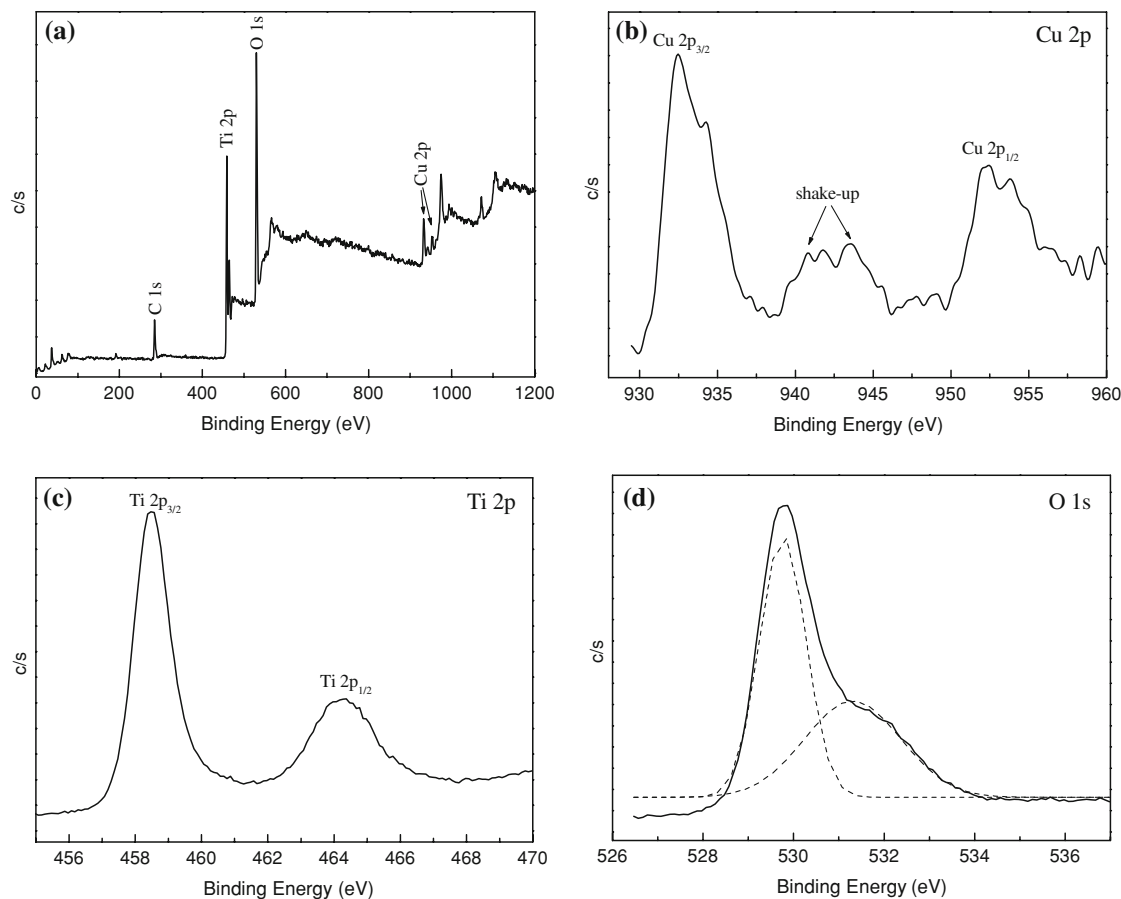 (a)
O 1s
Ti 2p
C 1s
Cu 2p
c/s
0 200 400 600 800 1000 1200
Binding Energy (eV)
(b)
Cu 2p
Cu 2p3/2
shake-up
Cu 2p1/2
c/s
930 935 940 945 950 955 960
Binding Energy (eV)
(c)
Ti 2p
Ti 2p3/2
Ti 2p1/2
c/s
456 458 460 462 464 466 468 470
Binding Energy (eV)
(d)
O 1s
c/s
526 528 530 532 534 536
Binding Energy (eV)